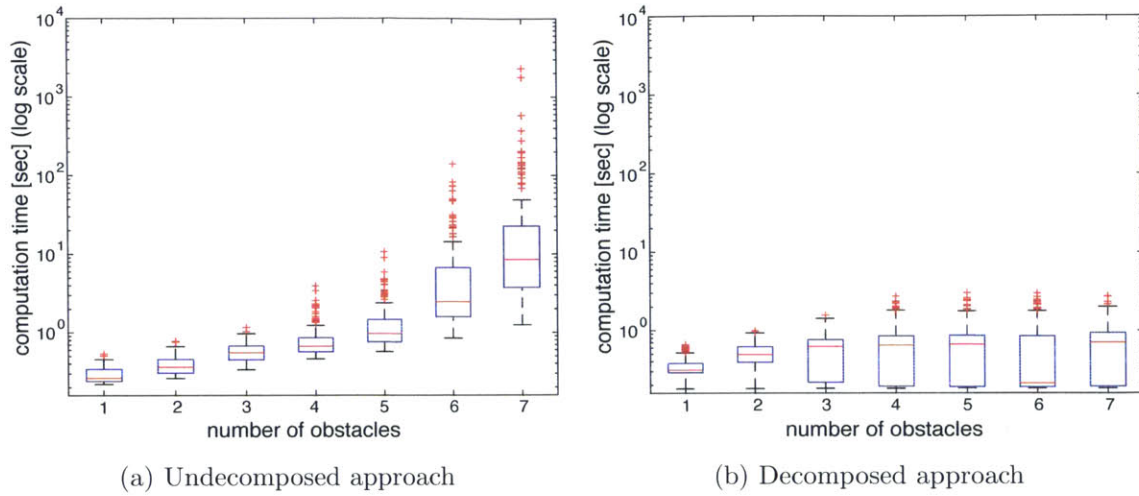 10^4
10^3
10^2
10^1
10^0
computation time [sec] (log scale)
1 2 3 4 5 6 7
number of obstacles
(a) Undecomposed approach
10^4
10^3
10^2
10^1
10^0
computation time [sec] (log scale)
1 2 3 4 5 6 7
number of obstacles
(b) Decomposed approach